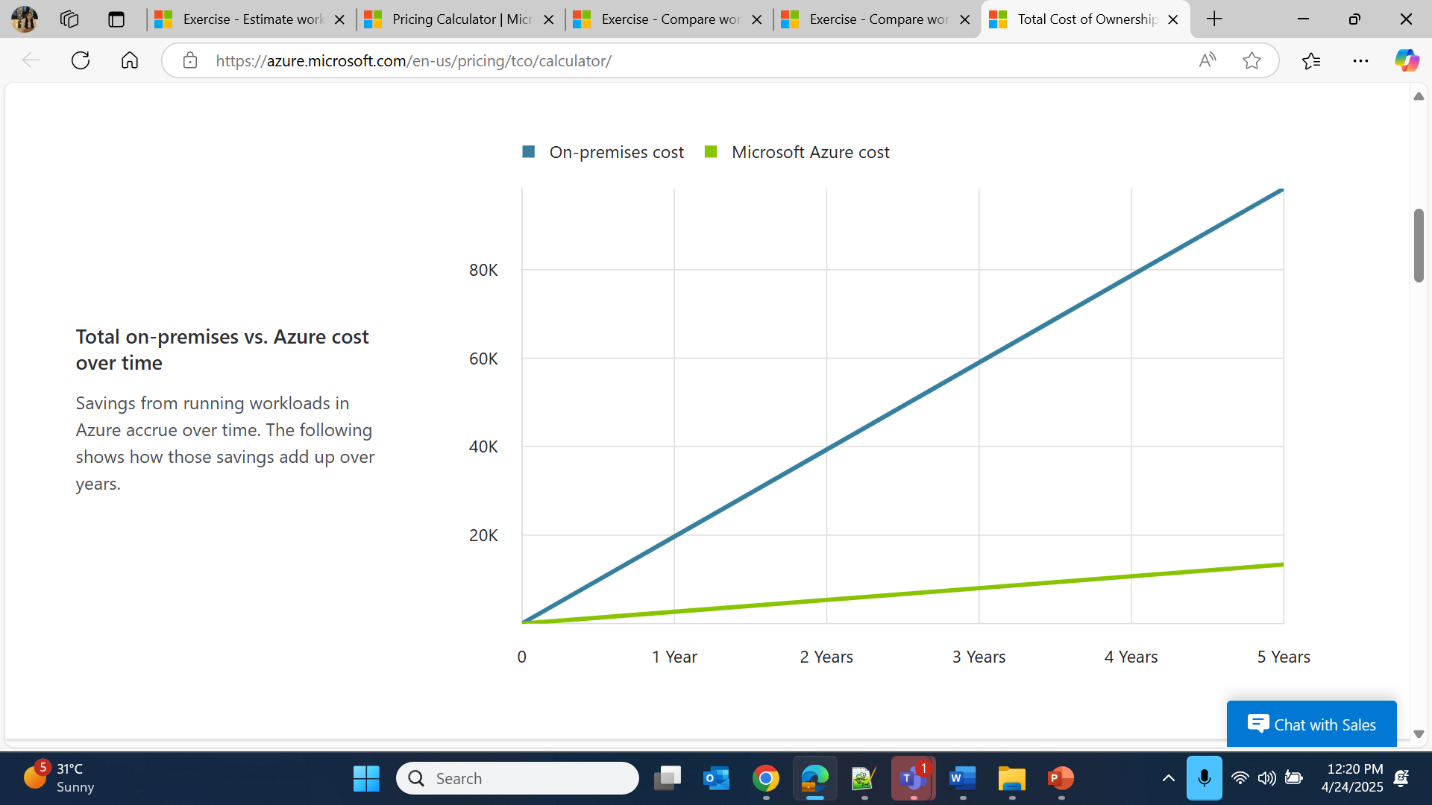 Exercise - Estimate work
Pricing Calculator | Micr
Exercise - Compare wor
Exercise - Compare wor
Total Cost of Ownership
https://azure.microsoft.com/en-us/pricing/tco/calculator/
On-premises cost
Microsoft Azure cost
Total on-premises vs. Azure cost
over time
Savings from running workloads in
Azure accrue over time. The following
shows how those savings add up over
years.
80K
60K
40K
20K
0
1 Year
2 Years
3 Years
4 Years
5 Years
Chat with Sales
5
31°C
Sunny
Search
1
12:20 PM
4/24/2025